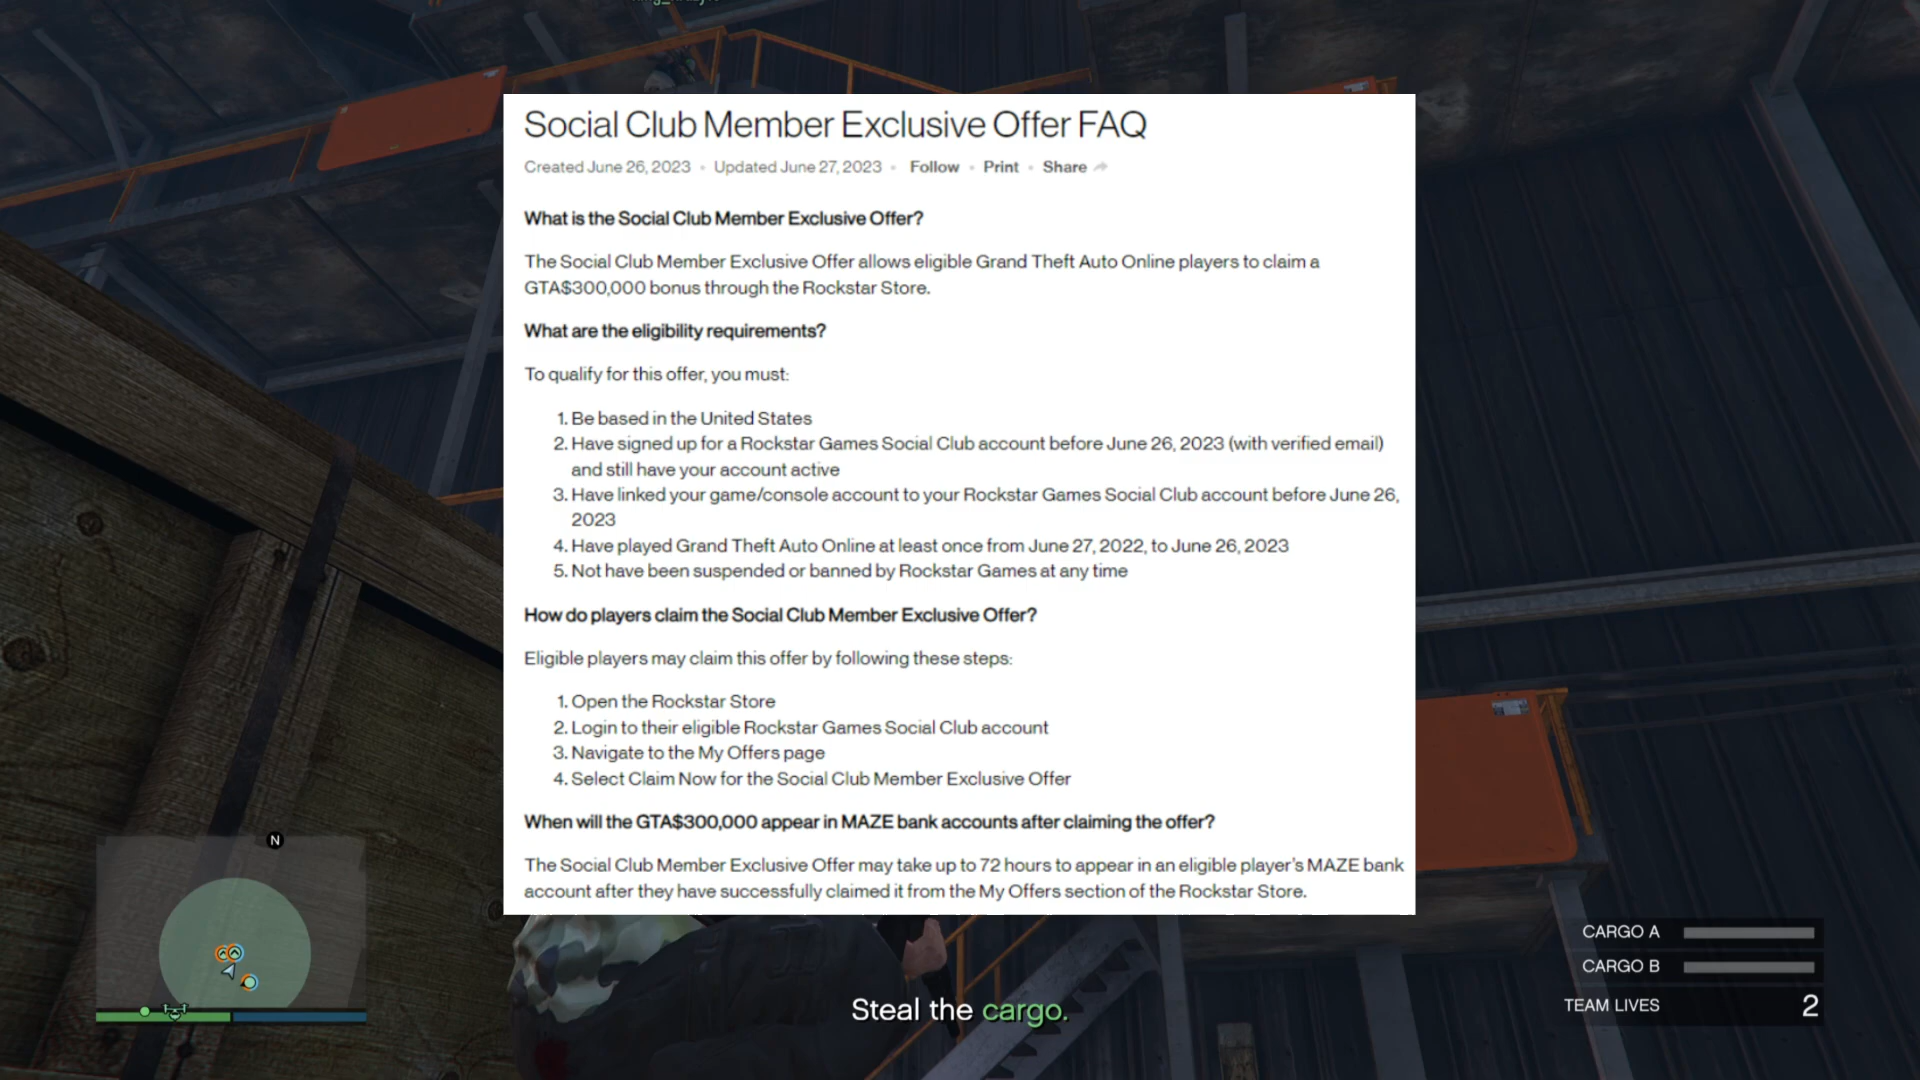 Social Club Member Exclusive Offer FAQ
Created June 26, 2023 • Updated June 27, 2023 • Follow • Print • Share
What is the Social Club Member Exclusive Offer?
The Social Club Member Exclusive Offer allows eligible Grand Theft Auto Online players to claim a
GTA$300,000 bonus through the Rockstar Store.
What are the eligibility requirements?
To qualify for this offer, you must:
1. Be based in the United States
2. Have signed up for a Rockstar Games Social Club account before June 26, 2023 (with verified email)
and still have your account active
3. Have linked your game/console account to your Rockstar Games Social Club account before June 26,
2023
4. Have played Grand Theft Auto Online at least once from June 27, 2022, to June 26, 2023
5. Not have been suspended or banned by Rockstar Games at any time
How do players claim the Social Club Member Exclusive Offer?
Eligible players may claim this offer by following these steps:
1. Open the Rockstar Store
2. Login to their eligible Rockstar Games Social Club account
3. Navigate to the My Offers page
4. Select Claim Now for the Social Club Member Exclusive Offer
When will the GTA$300,000 appear in MAZE bank accounts after claiming the offer?
The Social Club Member Exclusive Offer may take up to 72 hours to appear in an eligible player's MAZE bank
account after they have successfully claimed it from the My Offers section of the Rockstar Store.
N
CARGO A
CARGO B
TEAM LIVES 2
Steal the cargo.